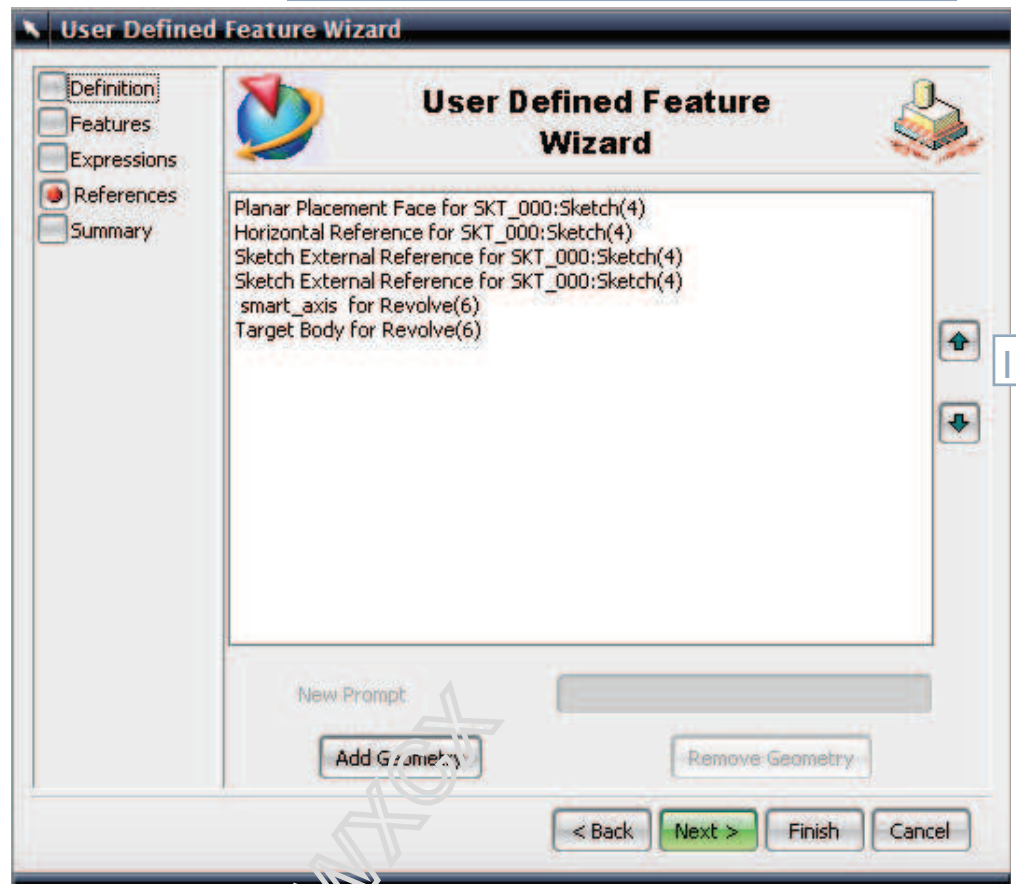 User Defined Feature Wizard
Definition
Features
Expressions
References
Summary
User Defined Feature
Wizard
Planar Placement Face for SKT_000:Sketch(4)
Horizontal Reference for SKT_000:Sketch(4)
Sketch External Reference for SKT_000:Sketch(4)
Sketch External Reference for SKT_000:Sketch(4)
smart_axis for Revolve(6)
Target Body for Revolve(6)
New Prompt
Add Geometry
Remove Geometry
< Back Next > Finish Cancel